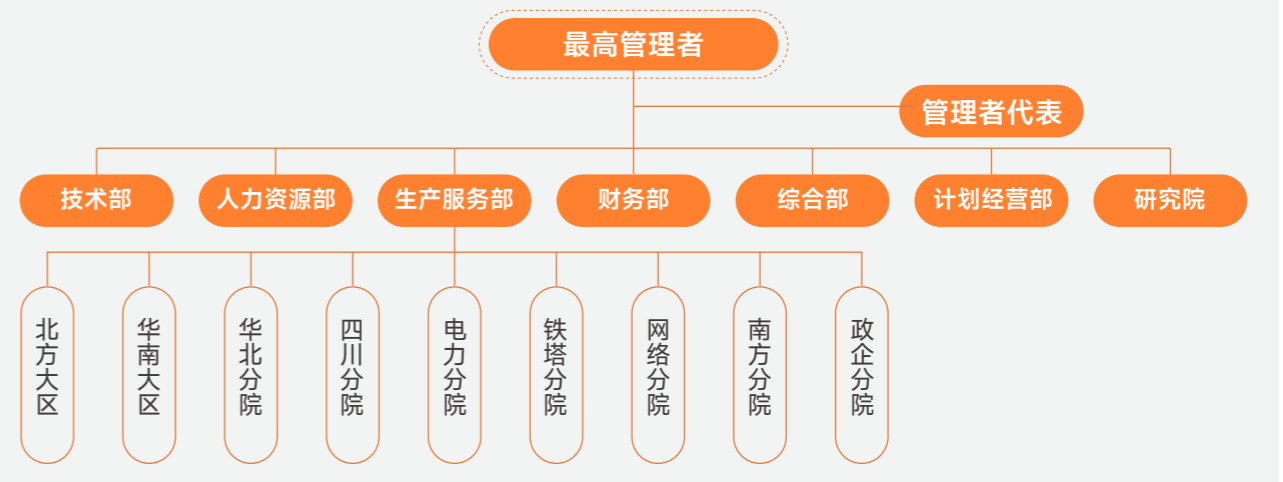 最高管理者
管理者代表
技术部
人力资源部
生产服务部
财务部
综合部
计划经营部
研究院
北方大区
华南大区
华北分院
四川分院
电力分院
铁塔分院
网络分院
南方分院
政企分院